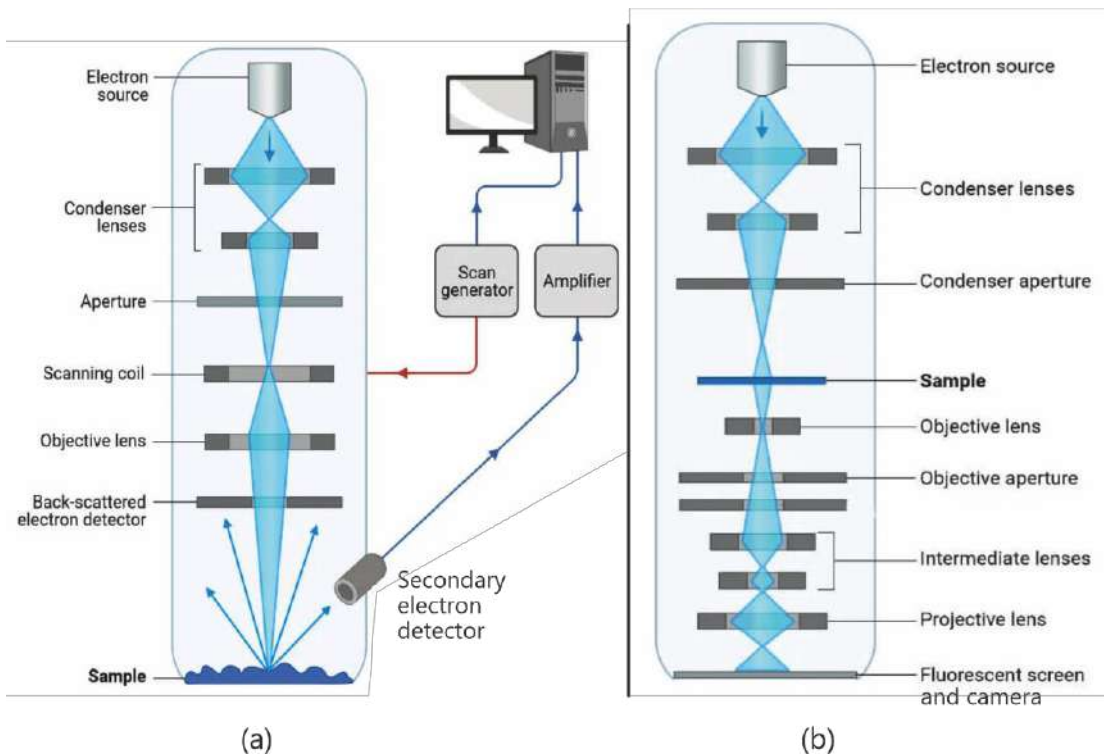 Electron
source
Condenser
lenses
Aperture
Scanning coil
Objective lens
Back-scattered
electron detector
Sample
Scan
generator
Amplifier
Secondary
electron
detector
(a)
Electron source
Condenser lenses
Condenser aperture
Sample
Objective lens
Objective aperture
Intermediate lenses
Projective lens
Fluorescent screen
and camera
(b)